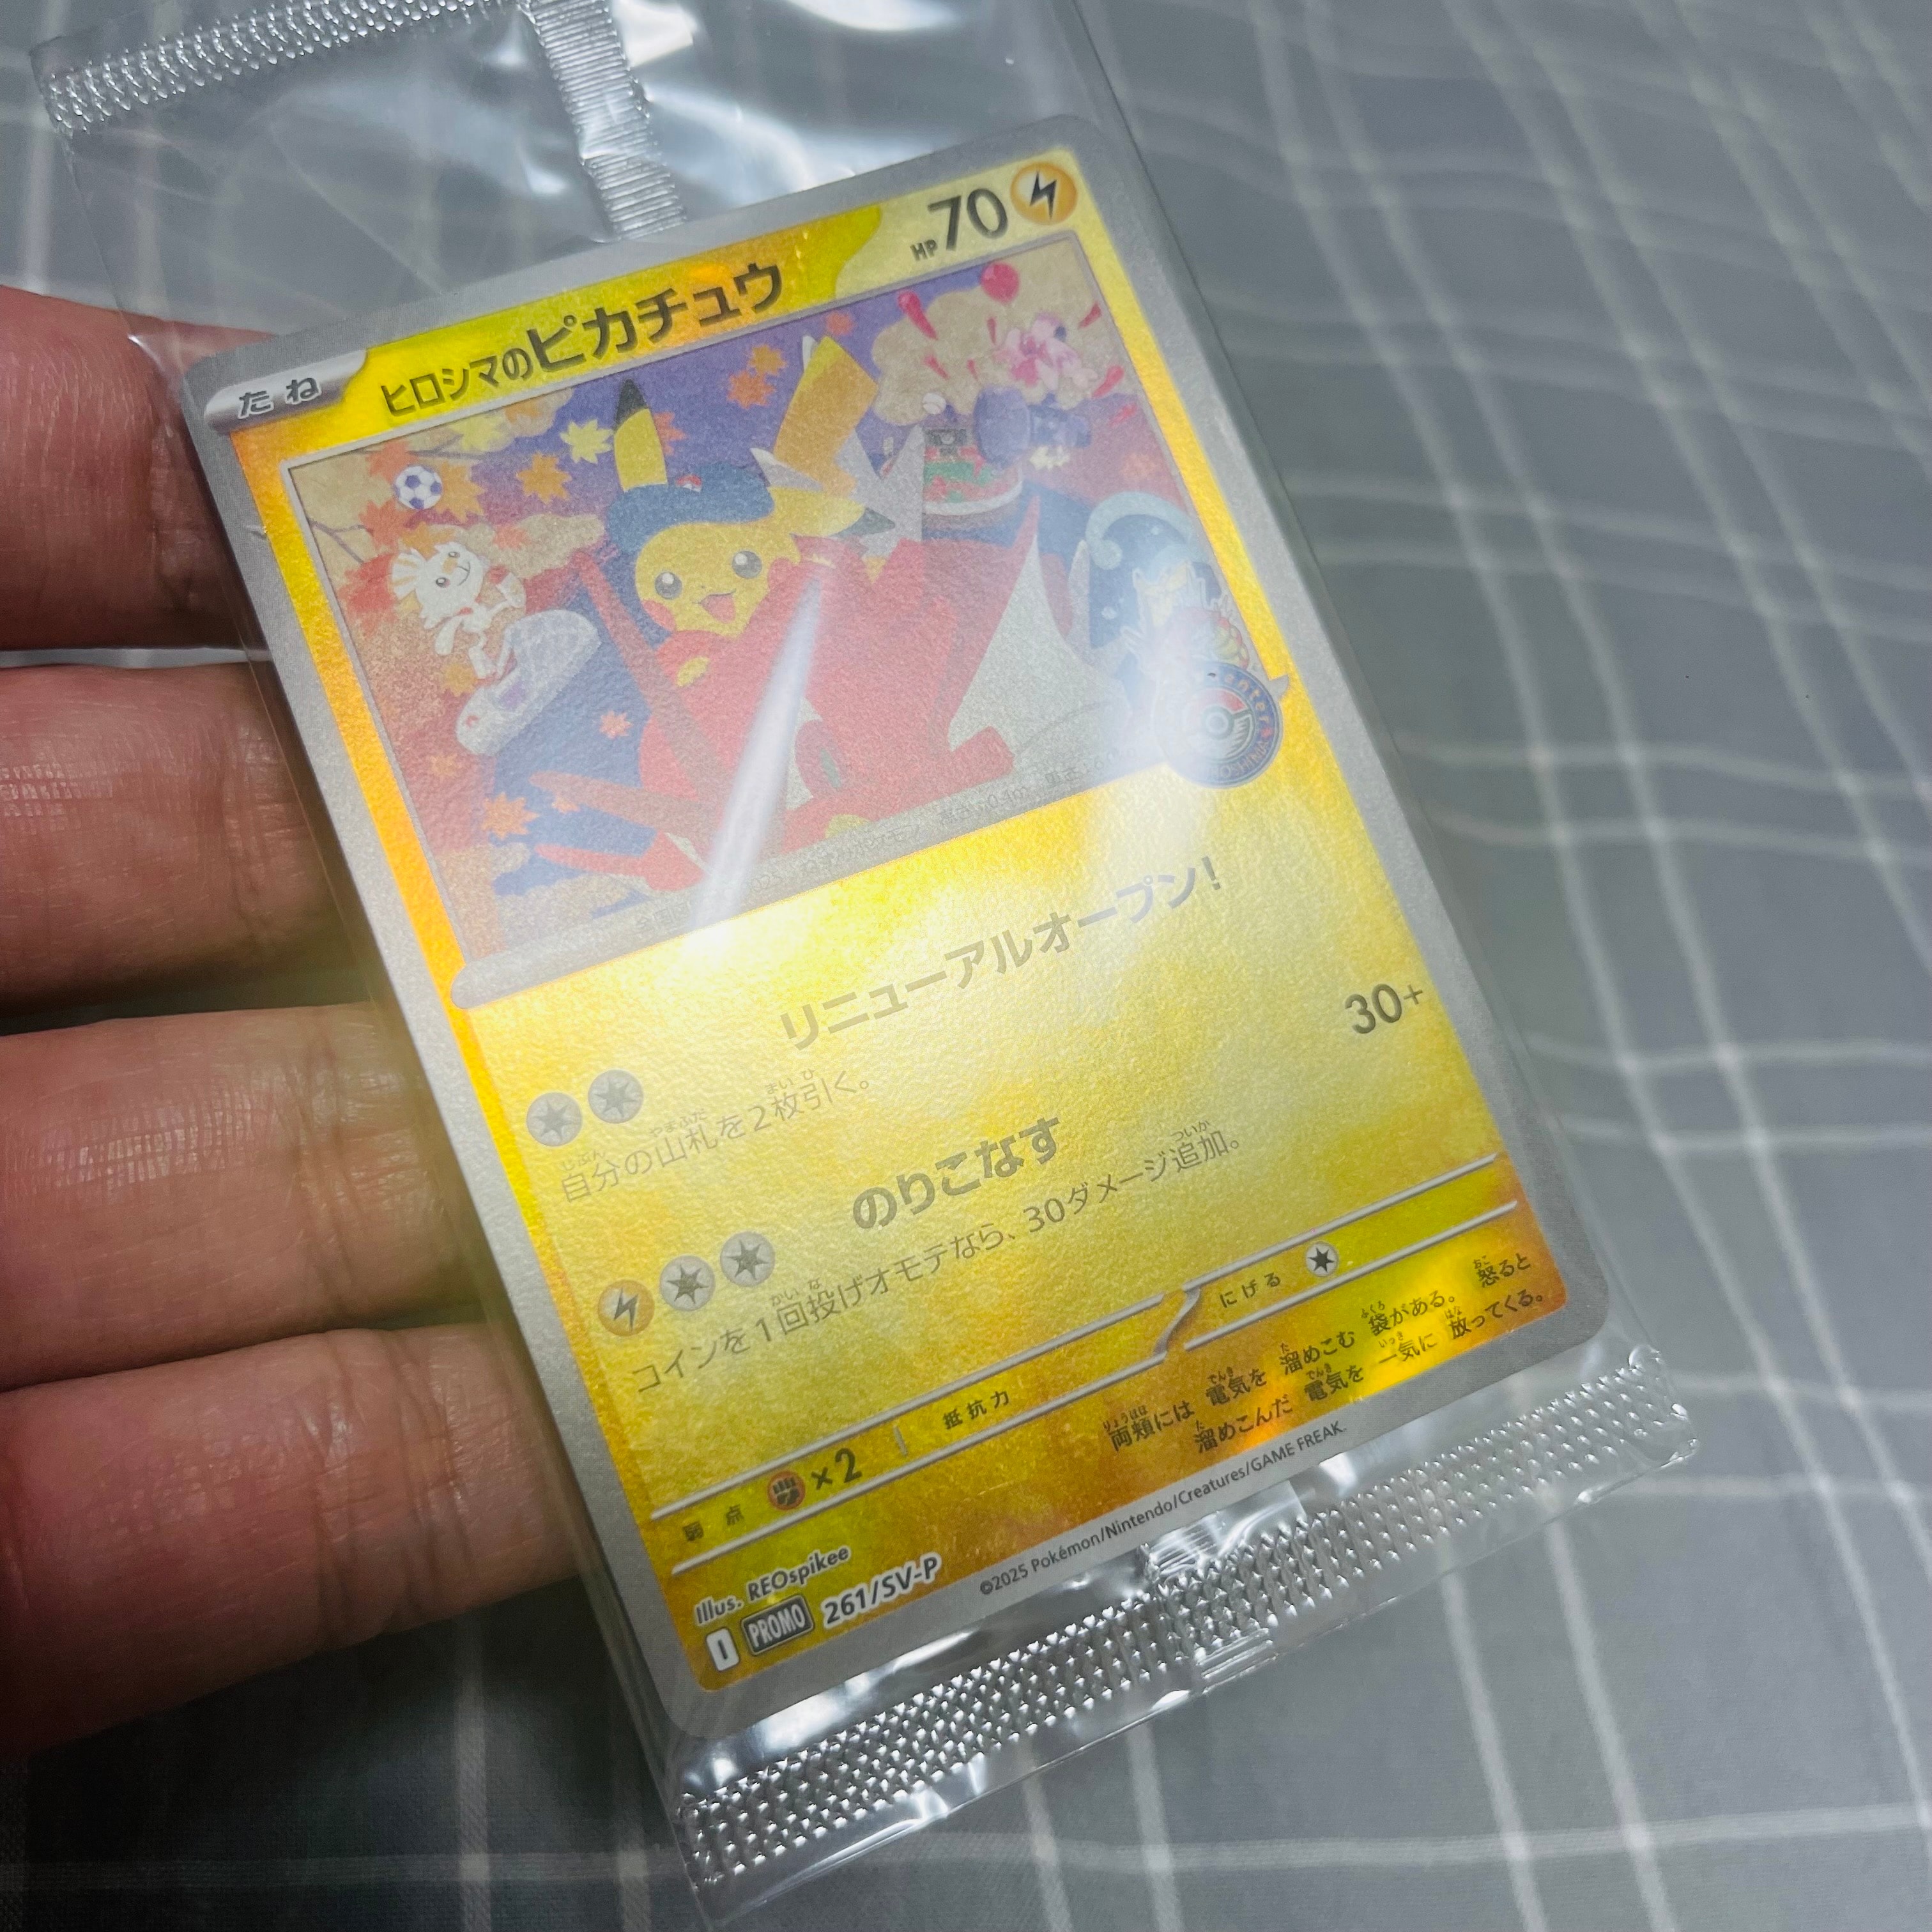 たね
ヒロシマのピカチュウ
HP70
enter
リニューアルオープン!
自分の山札を2枚引く。
のりこなす
30+
コインを1回投げオモテなら、30ダメージ追加。
弱点 ×2 抵抗力 にげる
両頬には 電気を 溜めこむ 袋がある。 怒ると
溜めこんだ 電気を 一気に 放ってくる。
Illus. REOspikee
I PROMO 261/SV-P
©2025 Pokémon/Nintendo/Creatures/GAME FREAK.